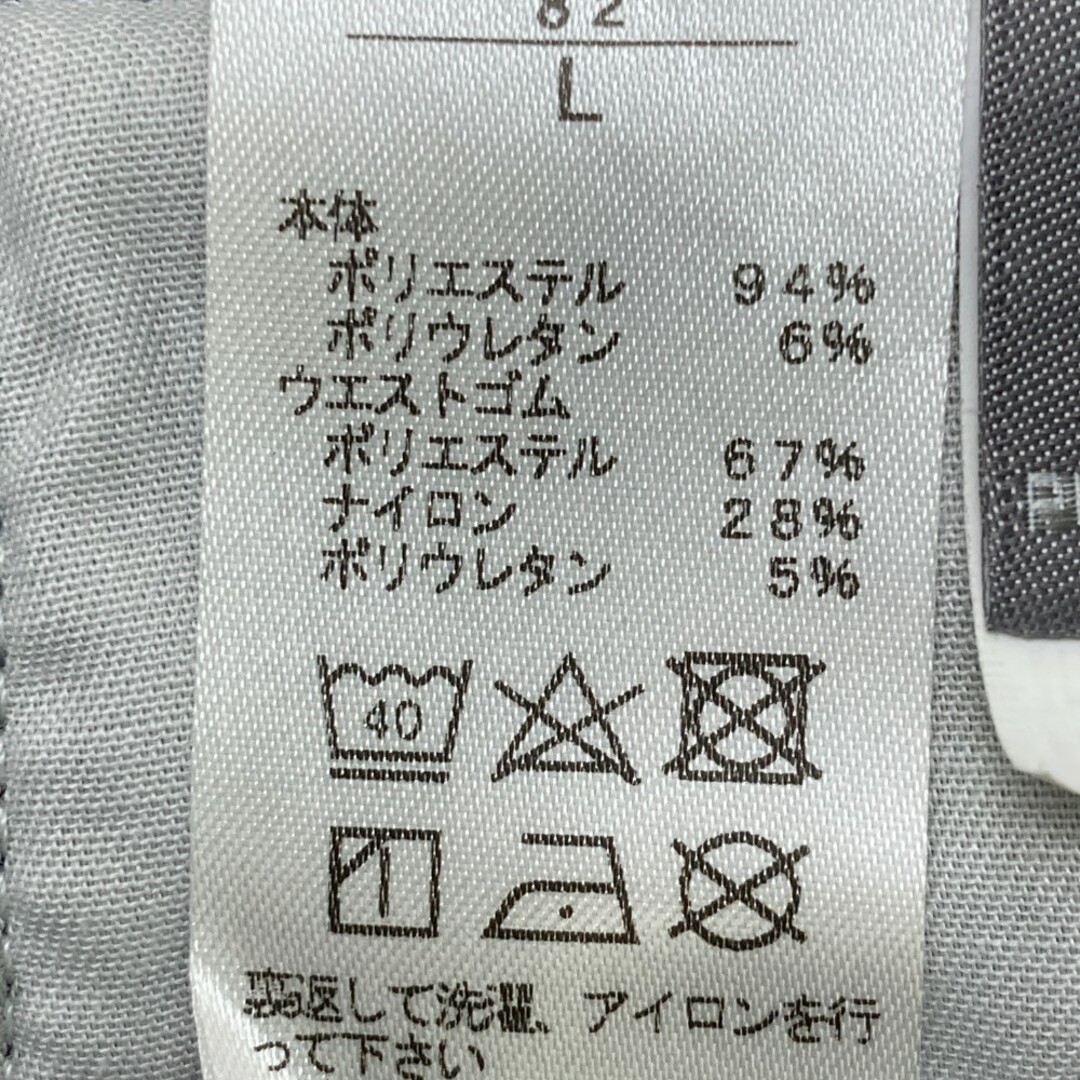 82
L
本体
ポリエステル 94%
ポリウレタン 6%
ウエストゴム
ポリエステル 67%
ナイロン 28%
ポリウレタン 5%
40
裏返して洗濯、アイロンを行
って下さい